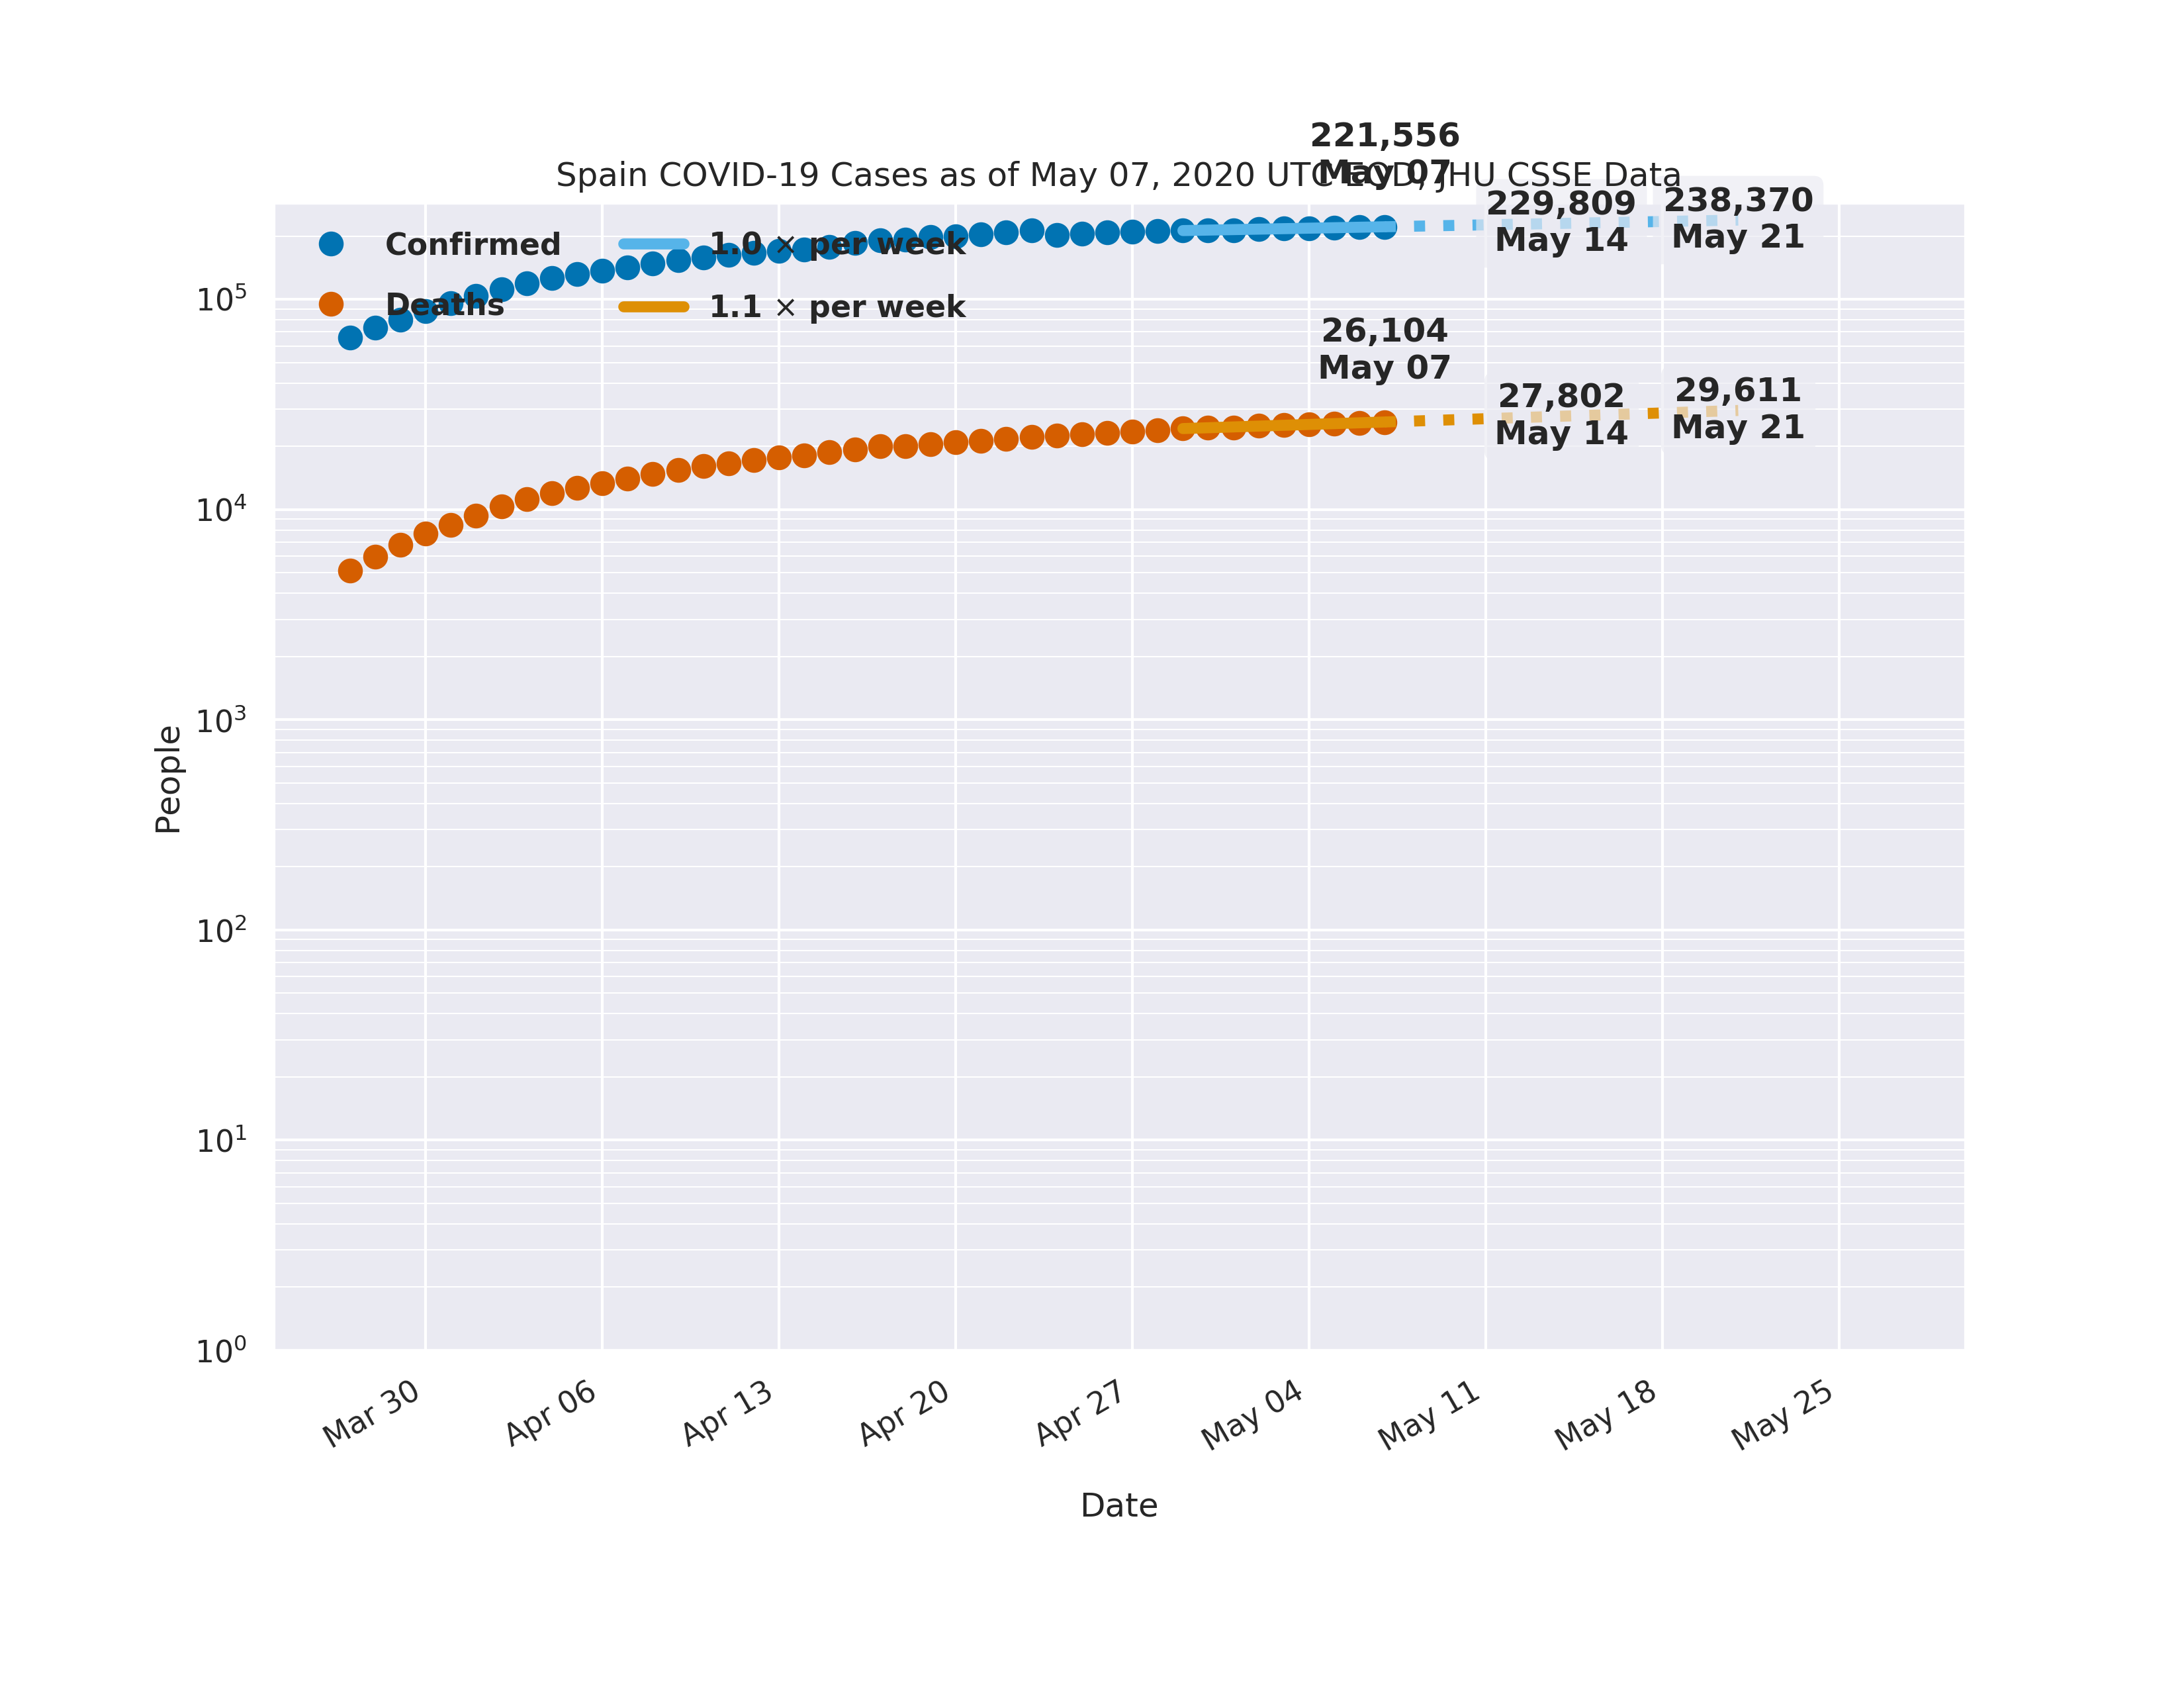 221,556
May 07
Spain COVID-19 Cases as of May 07, 2020 UTC EOD, JHU CSSE Data
229,809
May 14
238,370
May 21
Confirmed
1.0 × per week
Deaths
1.1 × per week
26,104
May 07
27,802
May 14
29,611
May 21
People
10⁵
10⁴
10³
10²
10¹
10⁰
Mar 30
Apr 06
Apr 13
Apr 20
Apr 27
May 04
May 11
May 18
May 25
Date